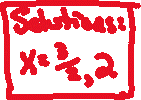 Solutions:
x = 3/2, 2